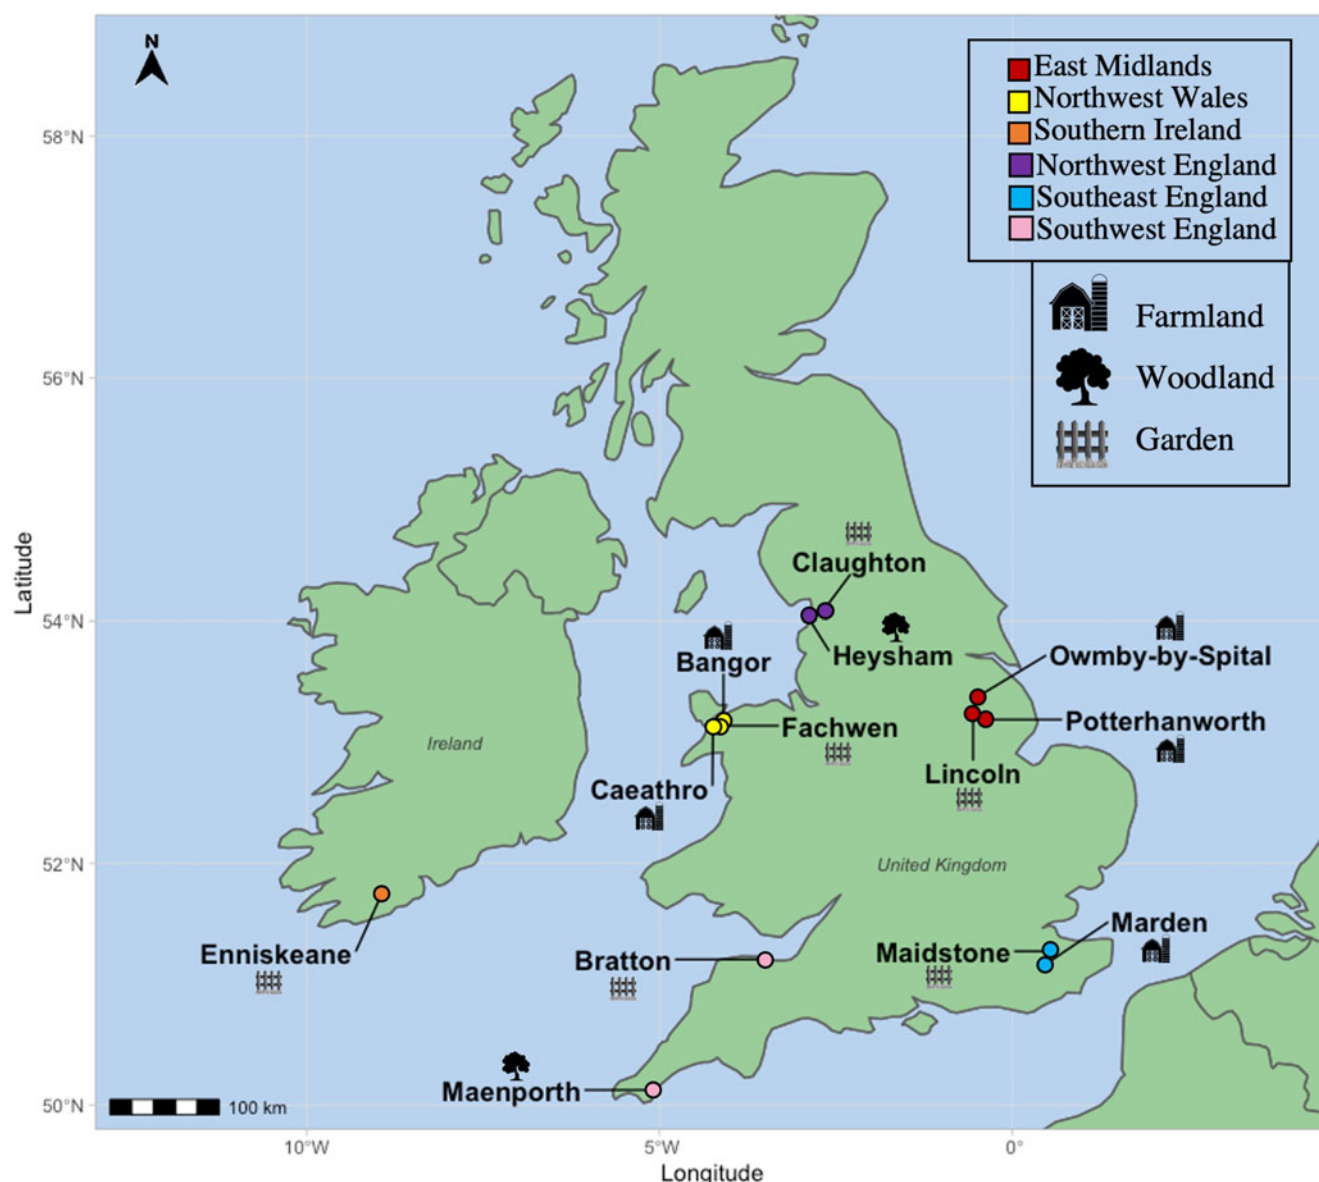 N
East Midlands
Northwest Wales
Southern Ireland
Northwest England
Southeast England
Southwest England
Farmland
Woodland
Garden
58°N
56°N
54°N
52°N
50°N
Latitude
Claughton
Heysham
Bangor
Owmby-by-Spital
Potterhanworth
Fachwen
Lincoln
Caeathro
Ireland
United Kingdom
Marden
Maidstone
Enniskeane
Bratton
Maenporth
100 km
10°W
5°W
0°
Longitude